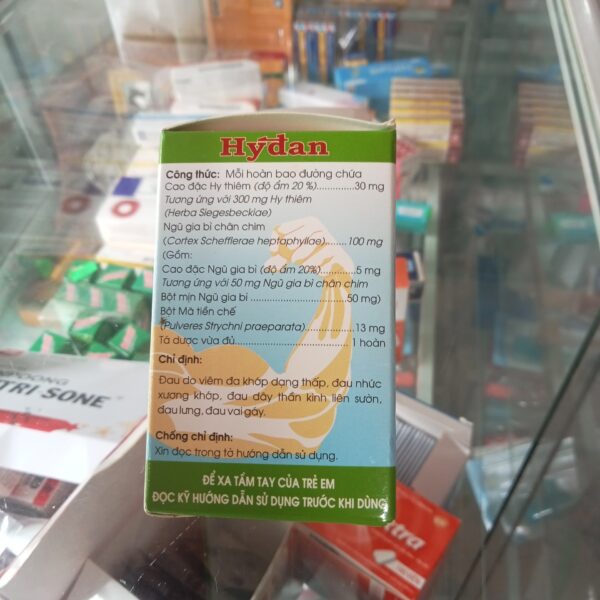 Hýđan
Công thức: Mỗi hoàn bao đường chứa
Cao đặc Hy thiêm (độ ẩm 20 %)..............30 mg
Tương ứng với 300 mg Hy thiêm
(Herba Siegesbeckiae)
Ngũ gia bì chân chim
(Cortex Schefflerae heptaphyllae)........100 mg
(Gồm:
Cao đặc Ngũ gia bì (độ ẩm 20%)............5 mg
Tương ứng với 50 mg Ngũ gia bì chân chim
Bột mịn Ngũ gia bì ..........................50 mg)
Bột Mã tiền chế
(Pulveres Strychni praeparata)..............13 mg
Tá dược vừa đủ................................1 hoàn
Chỉ định:
Đau do viêm đa khớp dạng thấp, đau nhức
xương khớp, đau dây thần kinh liên sườn,
đau lưng, đau vai gáy.
Chống chỉ định:
Xin đọc trong tờ hướng dẫn sử dụng.
ĐỂ XA TẦM TAY CỦA TRẺ EM
ĐỌC KỸ HƯỚNG DẪN SỬ DỤNG TRƯỚC KHI DÙNG
TRI SONE
tra